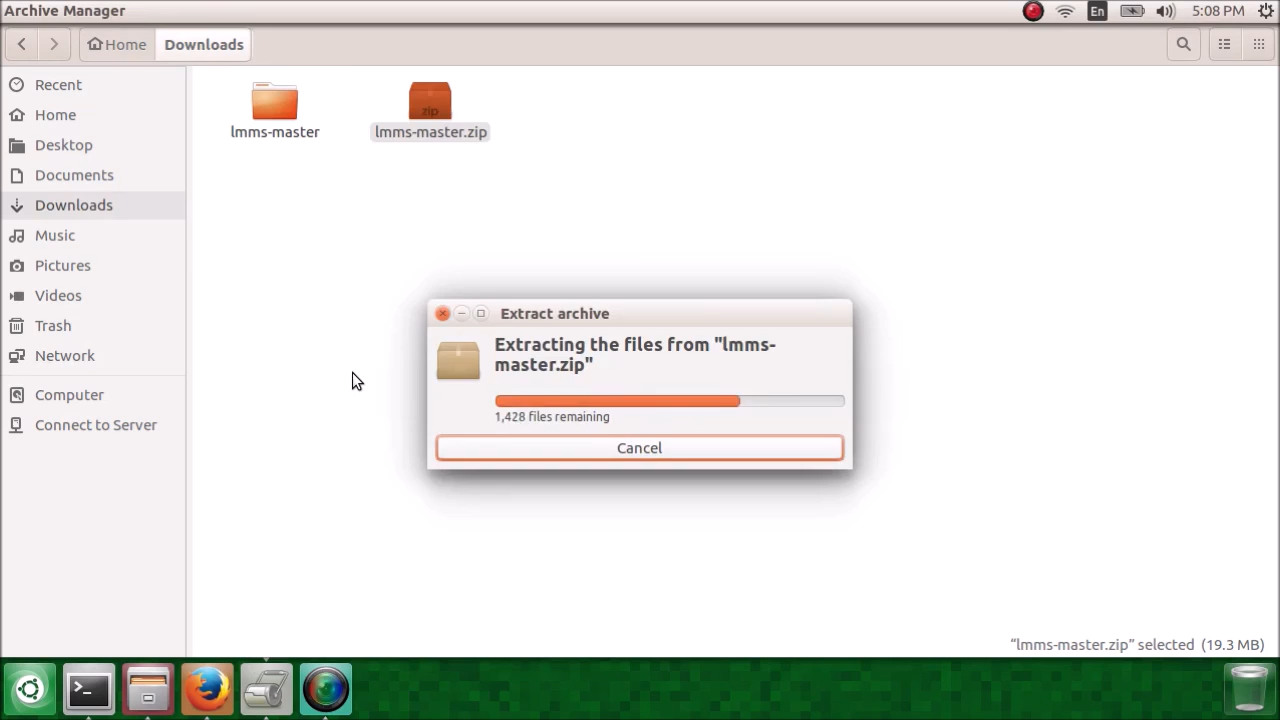 Archive Manager
En
5:08 PM
Home
Downloads
Recent
Home
Desktop
Documents
Downloads
Music
Pictures
Videos
Trash
Network
Computer
Connect to Server
lmms-master
zip
lmms-master.zip
Extract archive
Extracting the files from "lmms-
master.zip"
1,428 files remaining
Cancel
“lmms-master.zip” selected (19.3 MB)